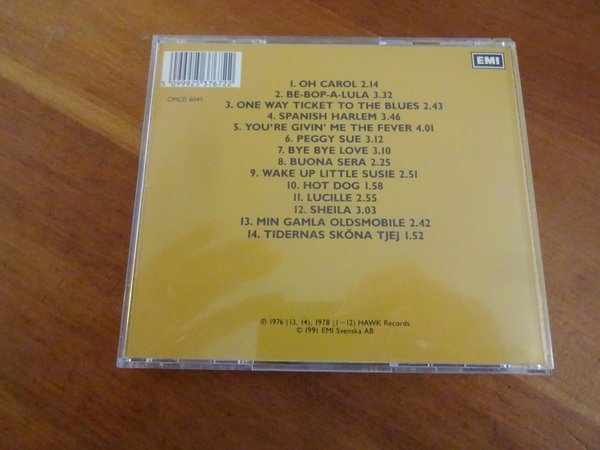 EMI
5 099925 376722
CMCD 6045
1. OH CAROL 2.14
2. BE-BOP-A-LULA 3.32
3. ONE WAY TICKET TO THE BLUES 2.43
4. SPANISH HARLEM 3.46
5. YOU'RE GIVIN' ME THE FEVER 4.01
6. PEGGY SUE 3.12
7. BYE BYE LOVE 3.10
8. BUONA SERA 2.25
9. WAKE UP LITTLE SUSIE 2.51
10. HOT DOG 1.58
11. LUCILLE 2.55
12. SHEILA 3.03
13. MIN GAMLA OLDSMOBILE 2.42
14. TIDERNAS SKÖNA TJEJ 1.52
℗ 1976 (13, 14), 1978 (1–12) HAWK Records
© 1991 EMI Svenska AB